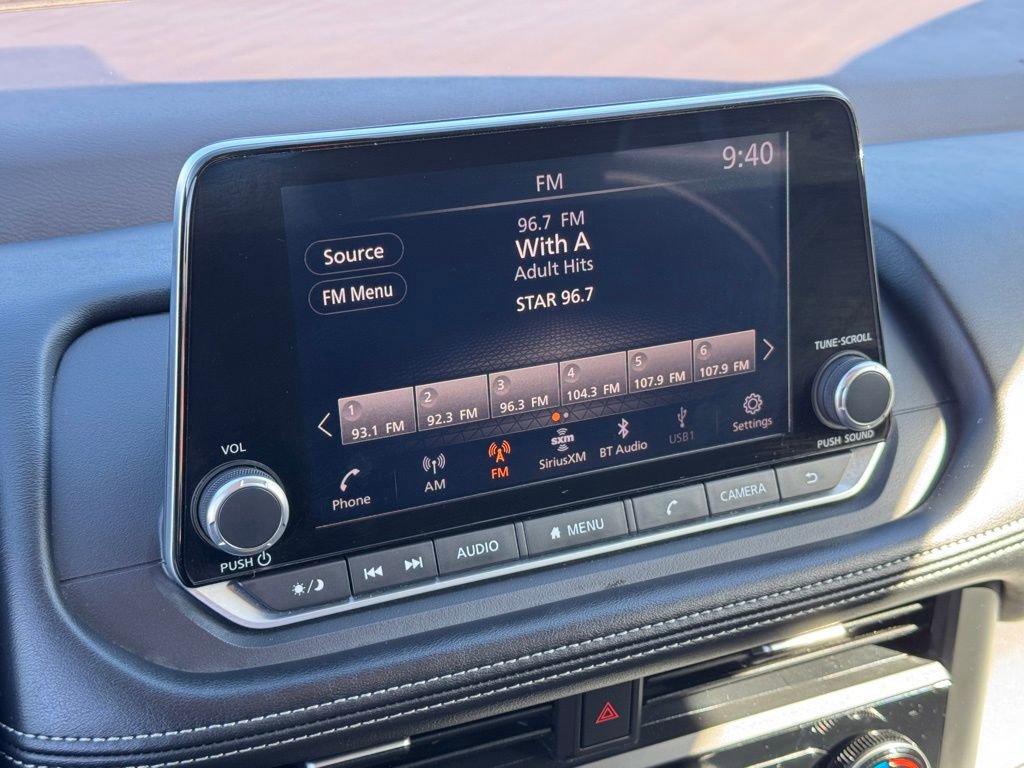 9:40
FM
96.7 FM
With A
Adult Hits
STAR 96.7
Source
FM Menu
1 93.1 FM
2 92.3 FM
3 96.3 FM
4 104.3 FM
5 107.9 FM
6 107.9 FM
Phone
AM
FM
sxm
SiriusXM
BT Audio
USB1
Settings
VOL
PUSH
TUNE·SCROLL
PUSH SOUND
AUDIO
MENU
CAMERA